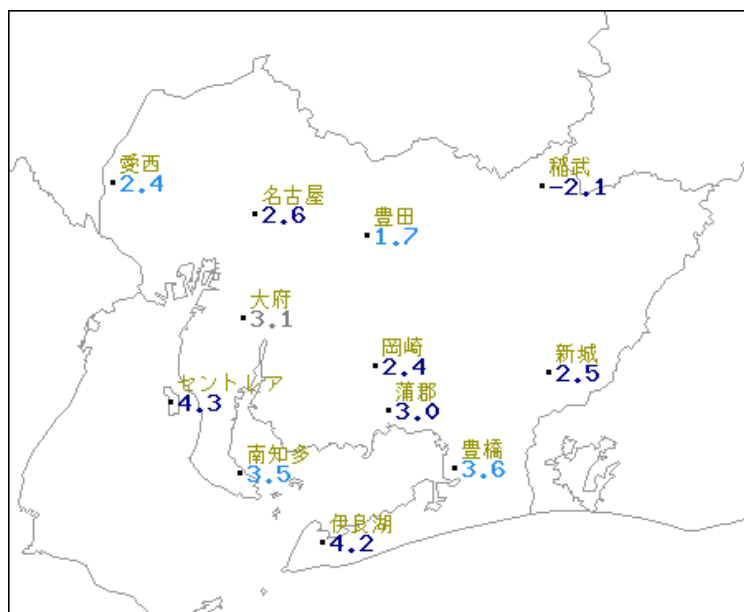 愛西
2.4
稲武
-2.1
名古屋
2.6
豊田
1.7
大府
3.1
岡崎
2.4
新城
2.5
セントレア
4.3
蒲郡
3.0
南知多
3.5
豊橋
3.6
伊良湖
4.2